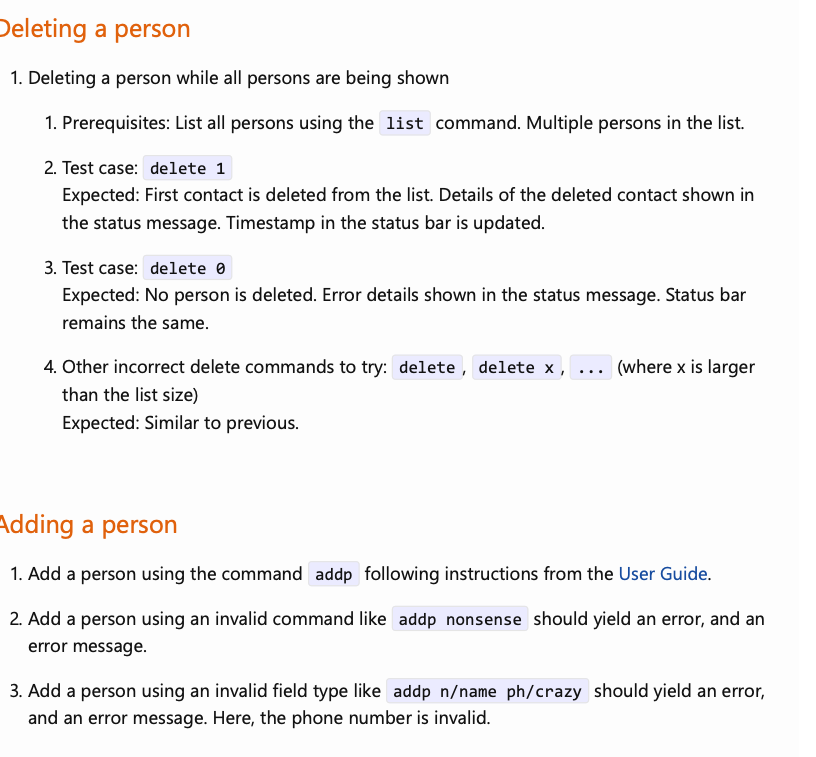 Deleting a person
1. Deleting a person while all persons are being shown
1. Prerequisites: List all persons using the list command. Multiple persons in the list.
2. Test case: delete 1
Expected: First contact is deleted from the list. Details of the deleted contact shown in
the status message. Timestamp in the status bar is updated.
3. Test case: delete 0
Expected: No person is deleted. Error details shown in the status message. Status bar
remains the same.
4. Other incorrect delete commands to try: delete, delete x, ... (where x is larger
than the list size)
Expected: Similar to previous.
Adding a person
1. Add a person using the command addp following instructions from the User Guide.
2. Add a person using an invalid command like addp nonsense should yield an error, and an
error message.
3. Add a person using an invalid field type like addp n/name ph/crazy should yield an error,
and an error message. Here, the phone number is invalid.